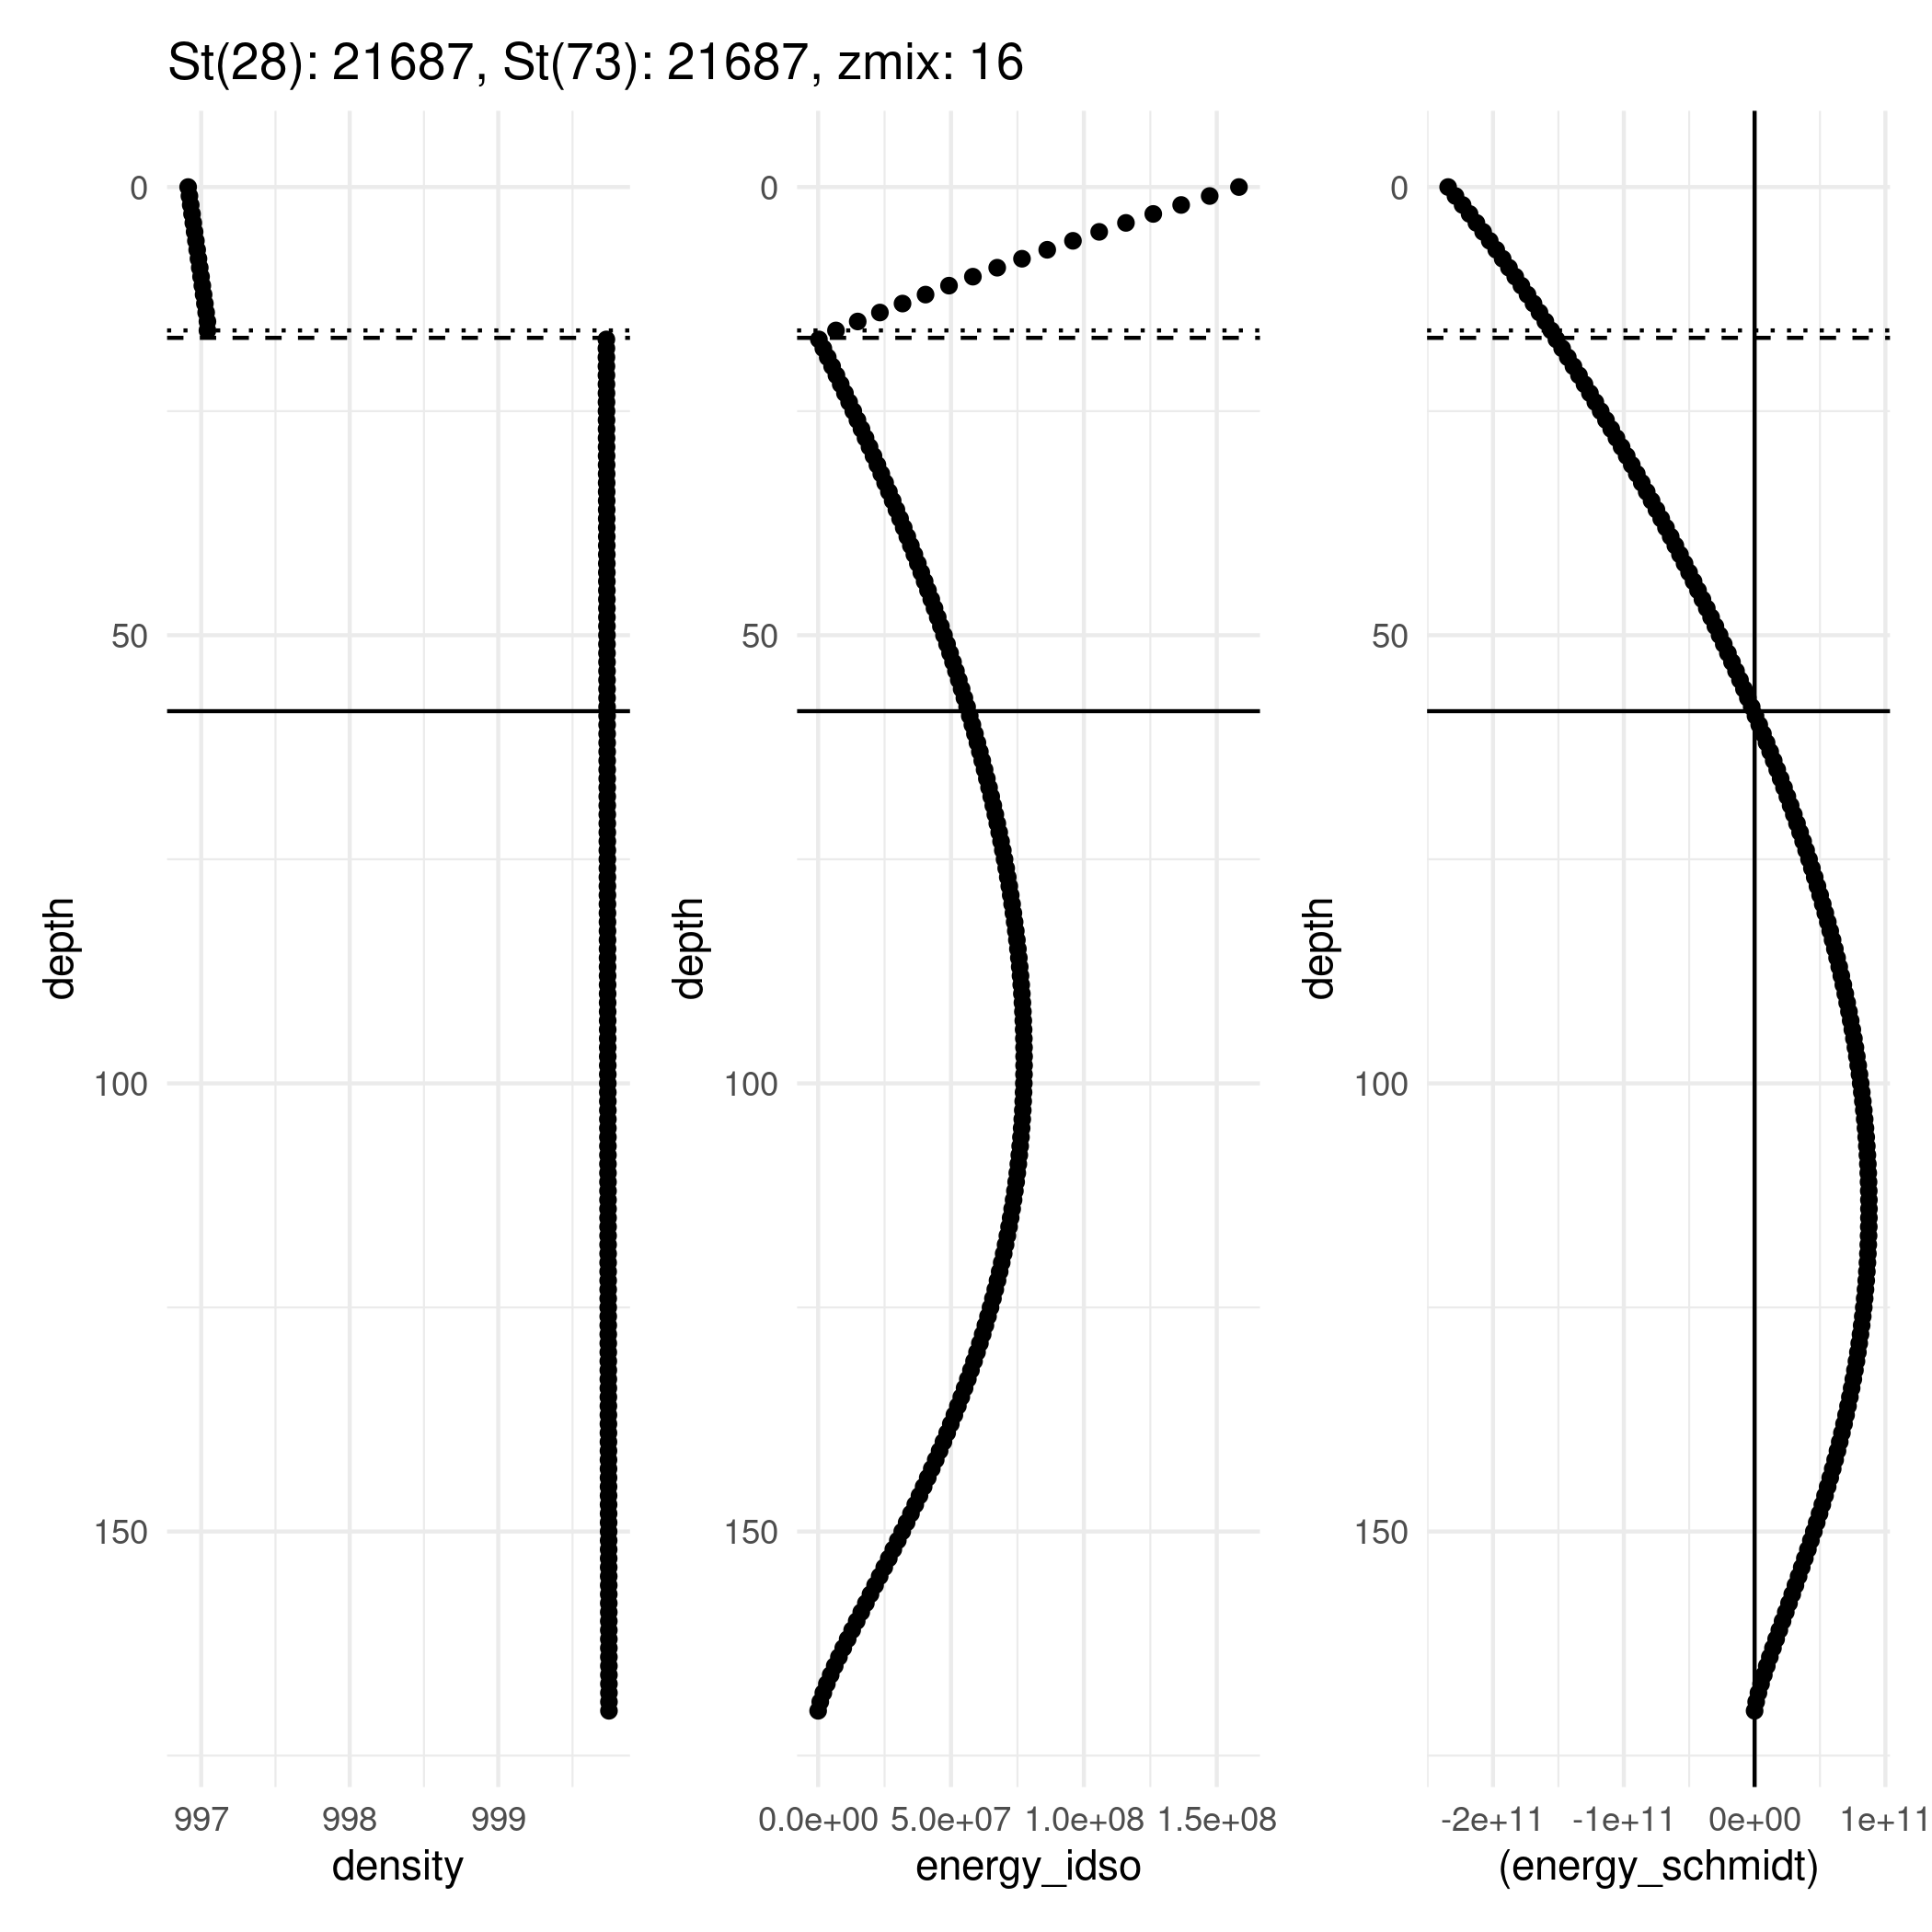 St(28): 21687, St(73): 21687, zmix: 16
0
50
100
150
depth
997 998 999
density
0
50
100
150
depth
0.0e+00 5.0e+07 1.0e+08 1.5e+08
energy_idso
0
50
100
150
depth
-2e+11 -1e+11 0e+00 1e+11
(energy_schmidt)